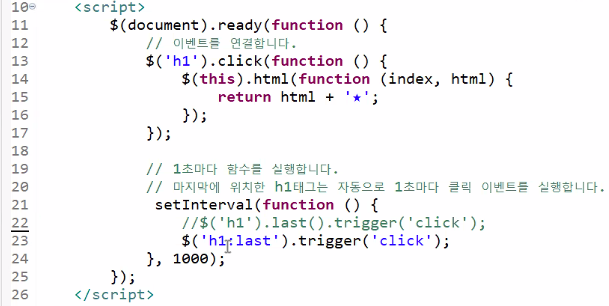 10 <script>
11 $(document).ready(function () {
12 // 이벤트를 연결합니다.
13 $('h1').click(function () {
14 $(this).html(function (index, html) {
15 return html + '★';
16 });
17 });
18
19 // 1초마다 함수를 실행합니다.
20 // 마지막에 위치한 h1태그는 자동으로 1초마다 클릭 이벤트를 실행합니다.
21 setInterval(function () {
22 //$('h1').last().trigger('click');
23 $('h1:last').trigger('click');
24 }, 1000);
25 });
26 </script>